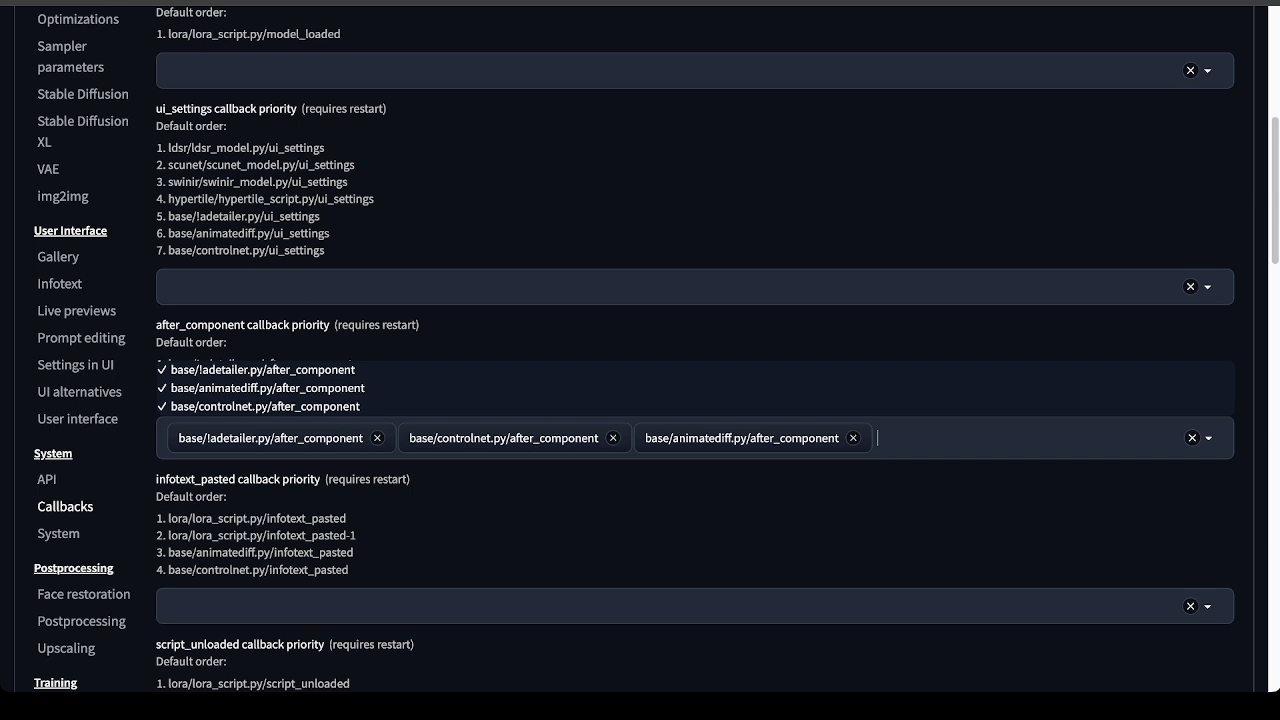 Optimizations
Sampler
parameters
Stable Diffusion
Stable Diffusion
XL
VAE
img2img
User Interface
Gallery
Infotext
Live previews
Prompt editing
Settings in UI
UI alternatives
User interface
System
API
Callbacks
System
Postprocessing
Face restoration
Postprocessing
Upscaling
Training
Default order:
1. lora/lora_script.py/model_loaded
ui_settings callback priority (requires restart)
Default order:
1. ldsr/ldsr_model.py/ui_settings
2. scunet/scunet_model.py/ui_settings
3. swinir/swinir_model.py/ui_settings
4. hypertile/hypertile_script.py/ui_settings
5. base/!adetailer.py/ui_settings
6. base/animatediff.py/ui_settings
7. base/controlnet.py/ui_settings
after_component callback priority (requires restart)
Default order:
✓ base/!adetailer.py/after_component
✓ base/animatediff.py/after_component
✓ base/controlnet.py/after_component
base/!adetailer.py/after_component base/controlnet.py/after_component base/animatediff.py/after_component
infotext_pasted callback priority (requires restart)
Default order:
1. lora/lora_script.py/infotext_pasted
2. lora/lora_script.py/infotext_pasted-1
3. base/animatediff.py/infotext_pasted
4. base/controlnet.py/infotext_pasted
script_unloaded callback priority (requires restart)
Default order:
1. lora/lora_script.py/script_unloaded